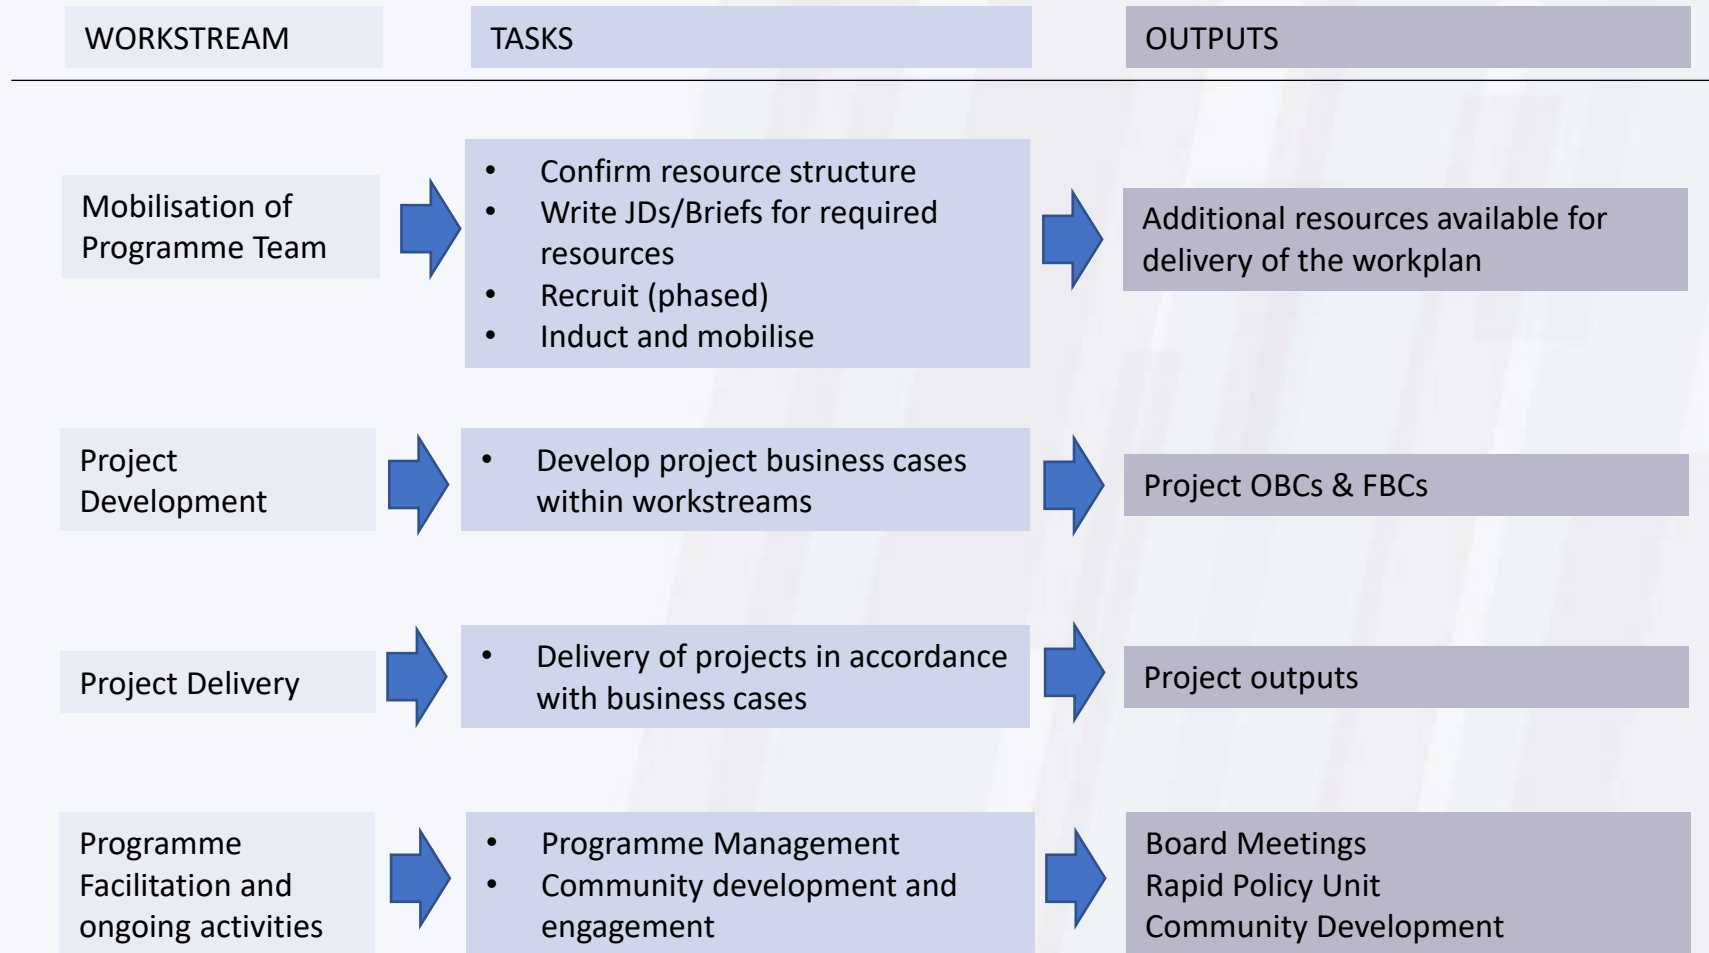 WORKSTREAM
TASKS
OUTPUTS
Mobilisation of
Programme Team
• Confirm resource structure
• Write JDs/Briefs for required
resources
• Recruit (phased)
• Induct and mobilise
Additional resources available for
delivery of the workplan
Project
Development
• Develop project business cases
within workstreams
Project OBCs & FBCs
Project Delivery
• Delivery of projects in accordance
with business cases
Project outputs
Programme
Facilitation and
ongoing activities
• Programme Management
• Community development and
engagement
Board Meetings
Rapid Policy Unit
Community Development